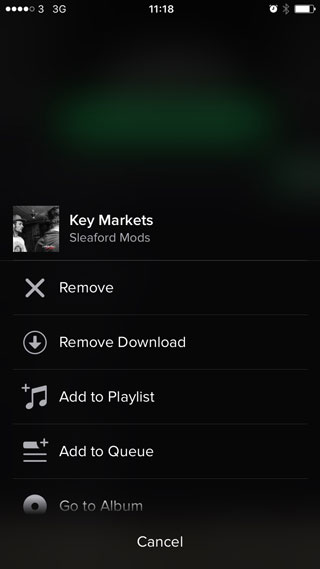 3 3G 11:18
Key Markets
Sleaford Mods
Remove
Remove Download
Add to Playlist
Add to Queue
Go to Album
Cancel